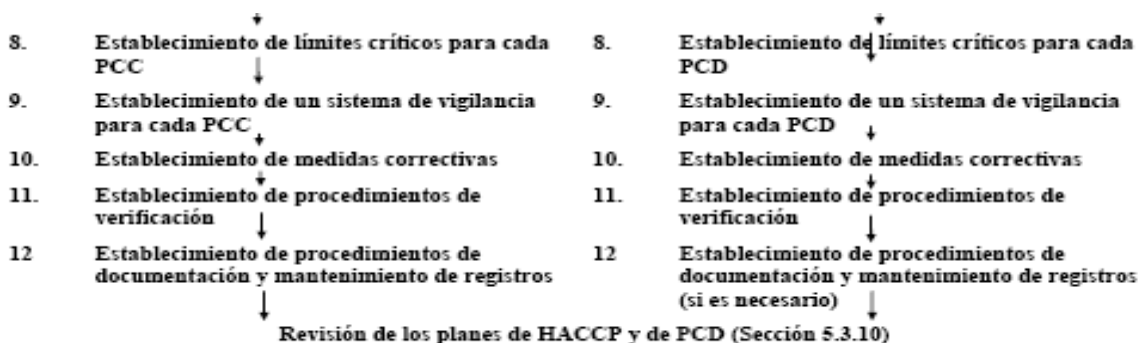 8. Establecimiento de límites críticos para cada
PCC
9. Establecimiento de un sistema de vigilancia
para cada PCC
10. Establecimiento de medidas correctivas
11. Establecimiento de procedimientos de
verificación
12 Establecimiento de procedimientos de
documentación y mantenimiento de registros
8. Establecimiento de límites críticos para cada
PCD
9. Establecimiento de un sistema de vigilancia
para cada PCD
10. Establecimiento de medidas correctivas
11. Establecimiento de procedimientos de
verificación
12 Establecimiento de procedimientos de
documentación y mantenimiento de registros
(si es necesario)
Revisión de los planes de HACCP y de PCD (Sección 5.3.10)